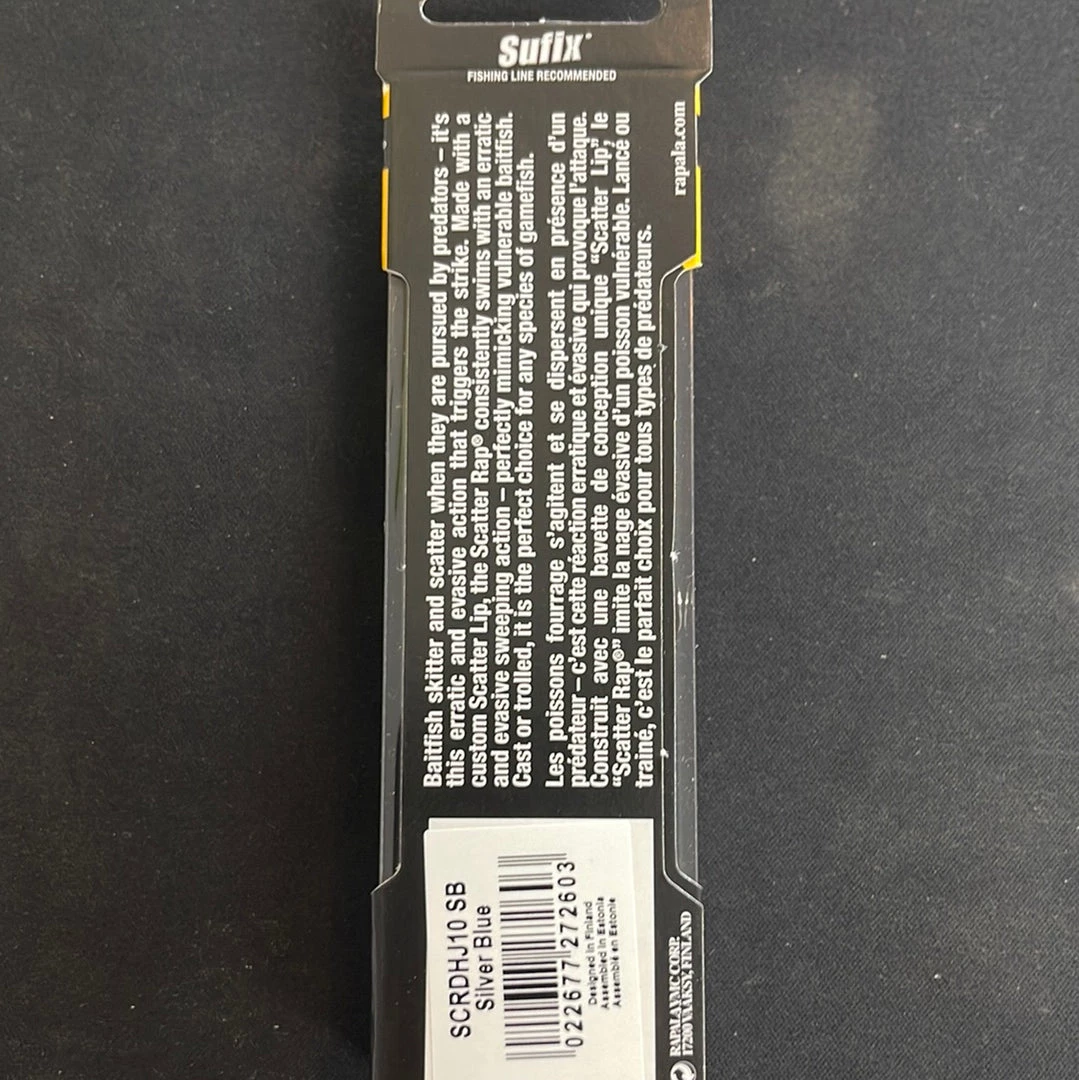 Sufix
FISHING LINE RECOMMENDED
Baitfish skitter and scatter when they are pursued by predators – it's
this erratic and evasive action that triggers the strike. Made with a
custom Scatter Lip, the Scatter Rap® consistently swims with an erratic
and evasive sweeping action – perfectly mimicking vulnerable baitfish.
Cast or trolled, it is the perfect choice for any species of gamefish.
Les poissons fourrage s'agitent et se dispersent en présence d'un
prédateur – c'est cette réaction erratique et évasive qui provoque l'attaque.
Construit avec une bavette de conception unique “Scatter Lip”, le
“Scatter Rap®” imite la nage évasive d'un poisson vulnérable. Lancé ou
traîné, c'est le parfait choix pour tous types de prédateurs.
rapala.com
SCRDHJ10 SB
Silver Blue
022677 272603
Designed in Finland
Assembled in Estonia
Assemblé en Estonie
RAPALA VMC CORP.
17200 VÄÄKSY, FINLAND